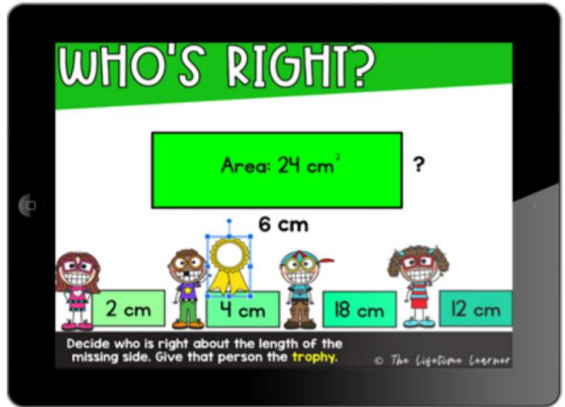 WHO'S RIGHT?
Area: 24 cm²
?
6 cm
2 cm
4 cm
18 cm
12 cm
Decide who is right about the length of the
missing side. Give that person the trophy.
© The Lifetime Learner